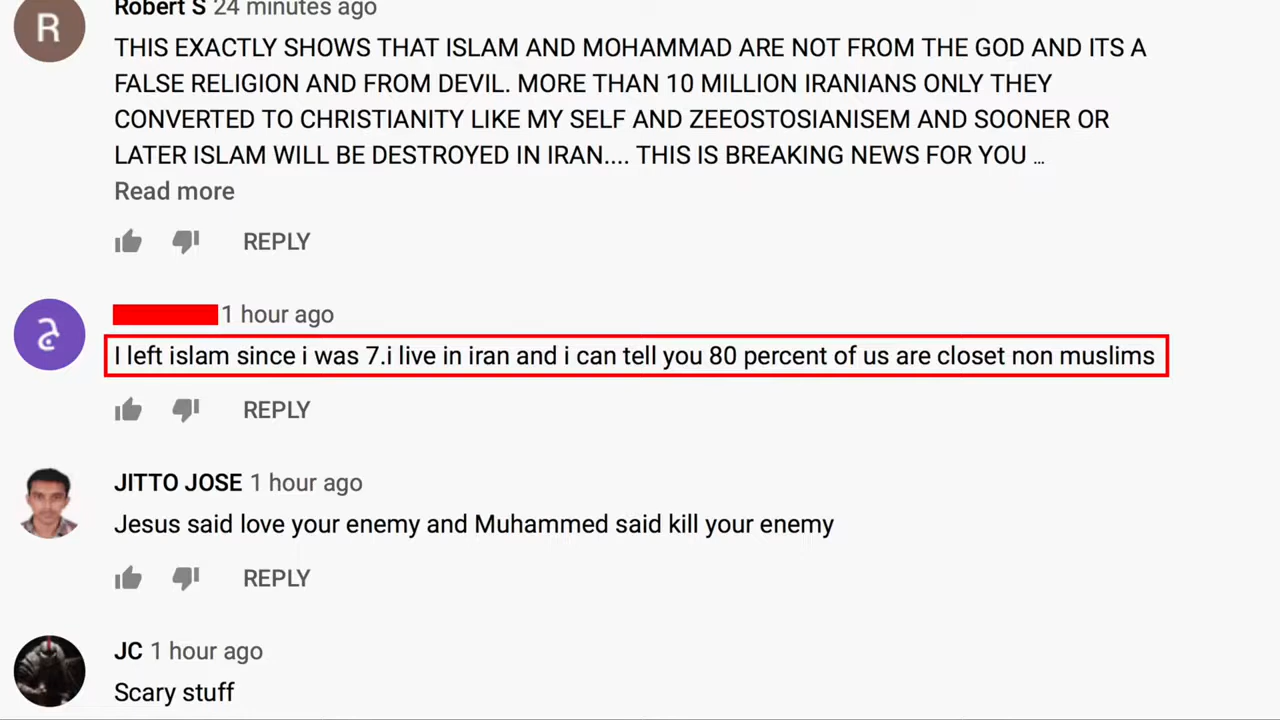 R
Robert S 24 minutes ago
THIS EXACTLY SHOWS THAT ISLAM AND MOHAMMAD ARE NOT FROM THE GOD AND ITS A
FALSE RELIGION AND FROM DEVIL. MORE THAN 10 MILLION IRANIANS ONLY THEY
CONVERTED TO CHRISTIANITY LIKE MY SELF AND ZEEOSTOSIANISEM AND SOONER OR
LATER ISLAM WILL BE DESTROYED IN IRAN.... THIS IS BREAKING NEWS FOR YOU ...
Read more
REPLY
ج
1 hour ago
I left islam since i was 7.i live in iran and i can tell you 80 percent of us are closet non muslims
REPLY
JITTO JOSE 1 hour ago
Jesus said love your enemy and Muhammed said kill your enemy
REPLY
JC 1 hour ago
Scary stuff